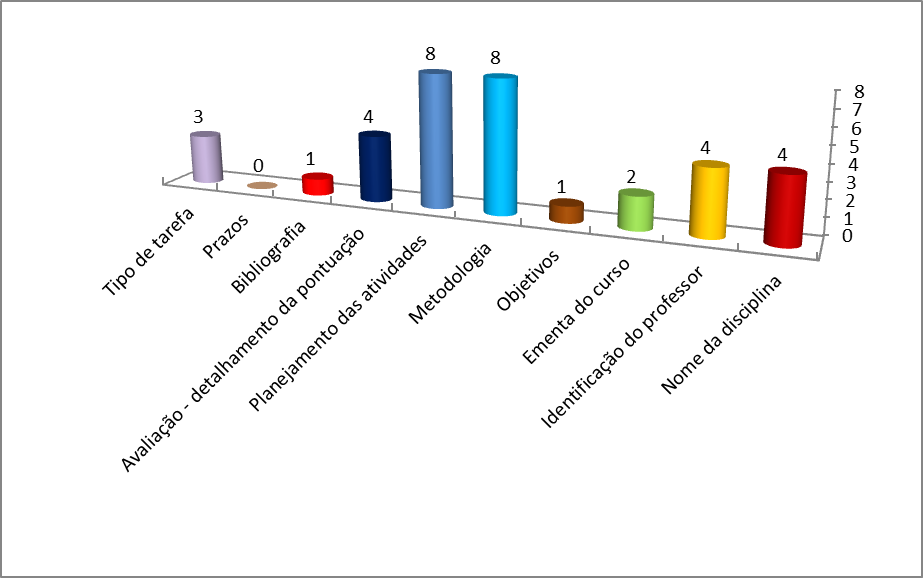 3
0
1
4
8
8
1
2
4
4
8
7
6
5
4
3
2
1
0
Tipo de tarefa
Prazos
Bibliografia
Avaliação - detalhamento da pontuação
Planejamento das atividades
Metodologia
Objetivos
Ementa do curso
Identificação do professor
Nome da disciplina